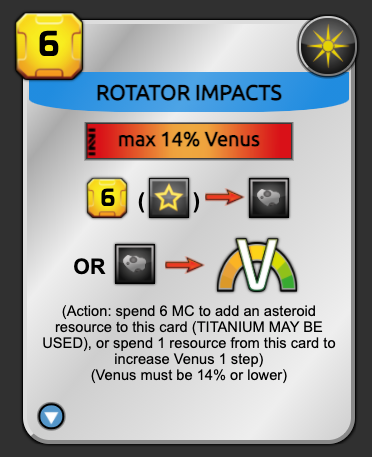 6
ROTATOR IMPACTS
max 14% Venus
6 ( )
OR
V
(Action: spend 6 MC to add an asteroid
resource to this card (TITANIUM MAY BE
USED), or spend 1 resource from this card to
increase Venus 1 step)
(Venus must be 14% or lower)